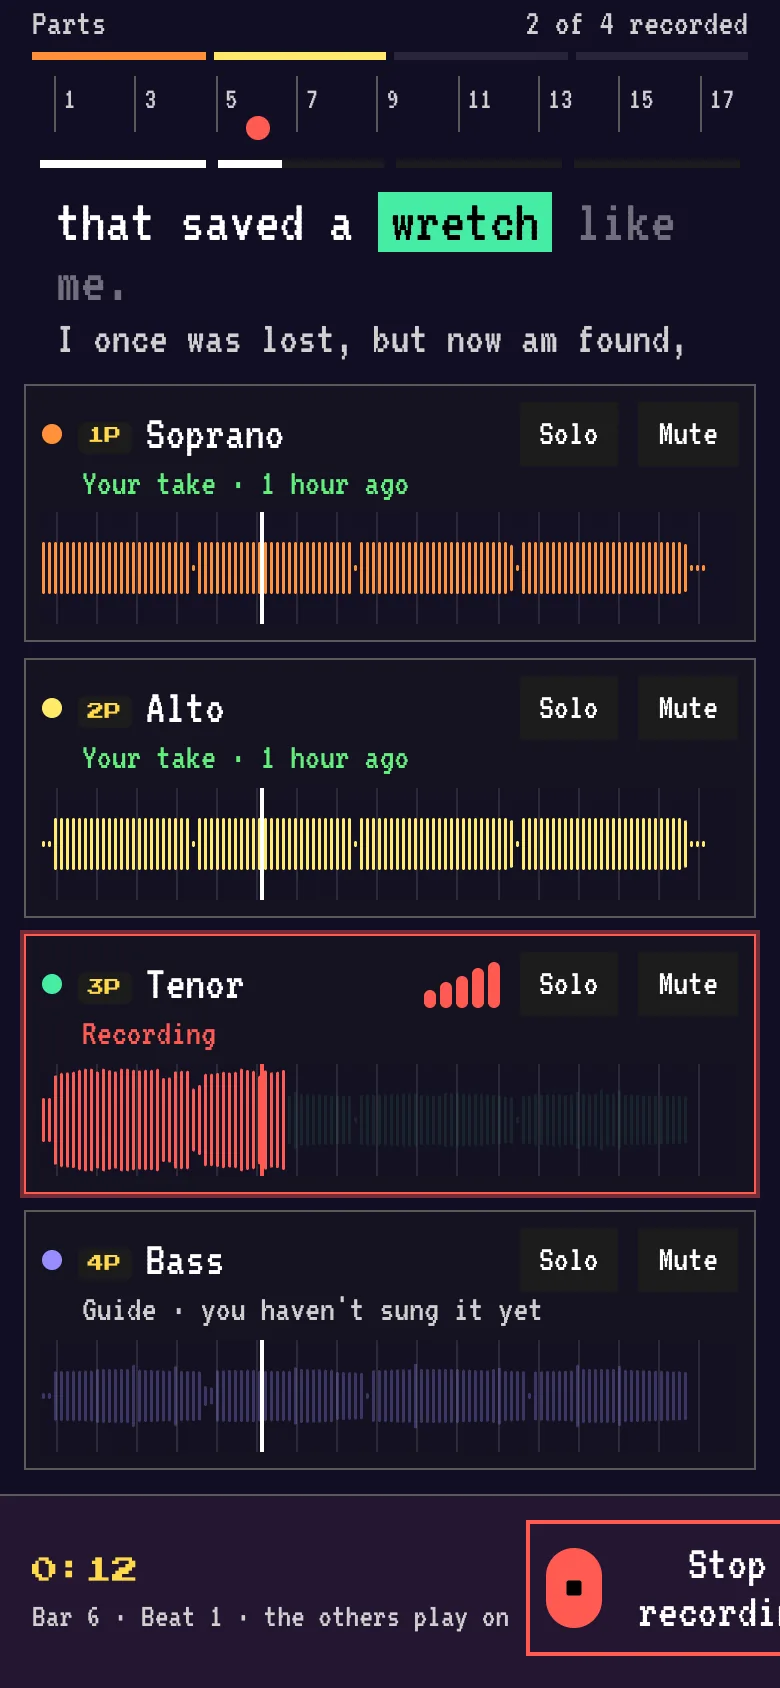 Parts 2 of 4 recorded
1 3 5 7 9 11 13 15 17
that saved a wretch like
me.
I once was lost, but now am found,
1P Soprano Solo Mute
Your take · 1 hour ago
2P Alto Solo Mute
Your take · 1 hour ago
3P Tenor Solo Mute
Recording
4P Bass Solo Mute
Guide · you haven't sung it yet
0:12
Bar 6 · Beat 1 · the others play on
Stop